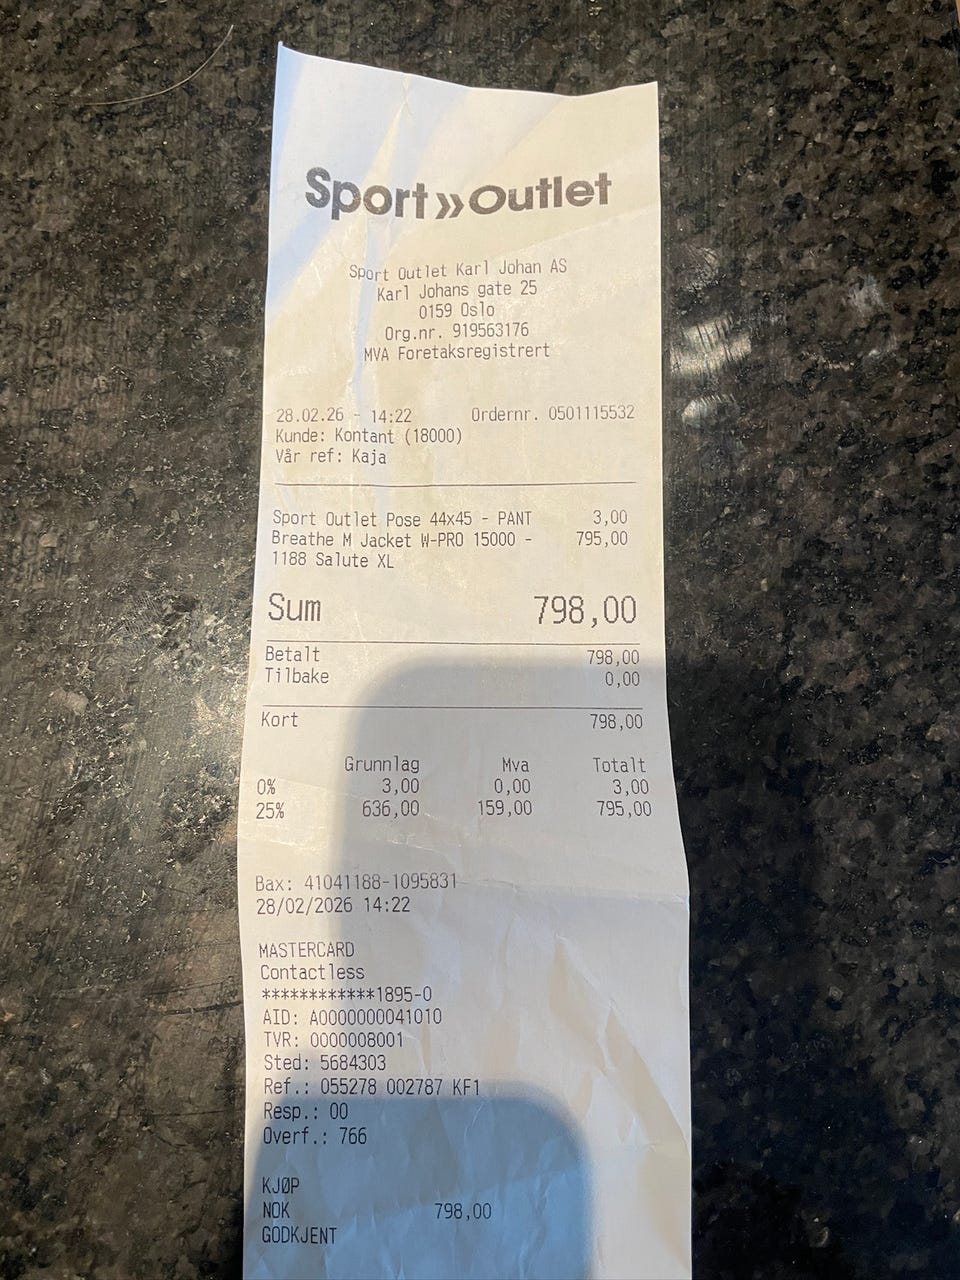 Sport»Outlet
Sport Outlet Karl Johan AS
Karl Johans gate 25
0159 Oslo
Org.nr. 919563176
MVA Foretaksregistrert
28.02.26 - 14:22 Ordernr. 0501115532
Kunde: Kontant (18000)
Vår ref: Kaja
Sport Outlet Pose 44x45 - PANT 3,00
Breathe M Jacket W-PRO 15000 - 795,00
1188 Salute XL
Sum 798,00
Betalt 798,00
Tilbake 0,00
Kort 798,00
Grunnlag Mva Totalt
0% 3,00 0,00 3,00
25% 636,00 159,00 795,00
Bax: 41041188-1095831
28/02/2026 14:22
MASTERCARD
Contactless
************1895-0
AID: A0000000041010
TVR: 0000008001
Sted: 5684303
Ref.: 055278 002787 KF1
Resp.: 00
Overf.: 766
KJØP
NOK 798,00
GODKJENT